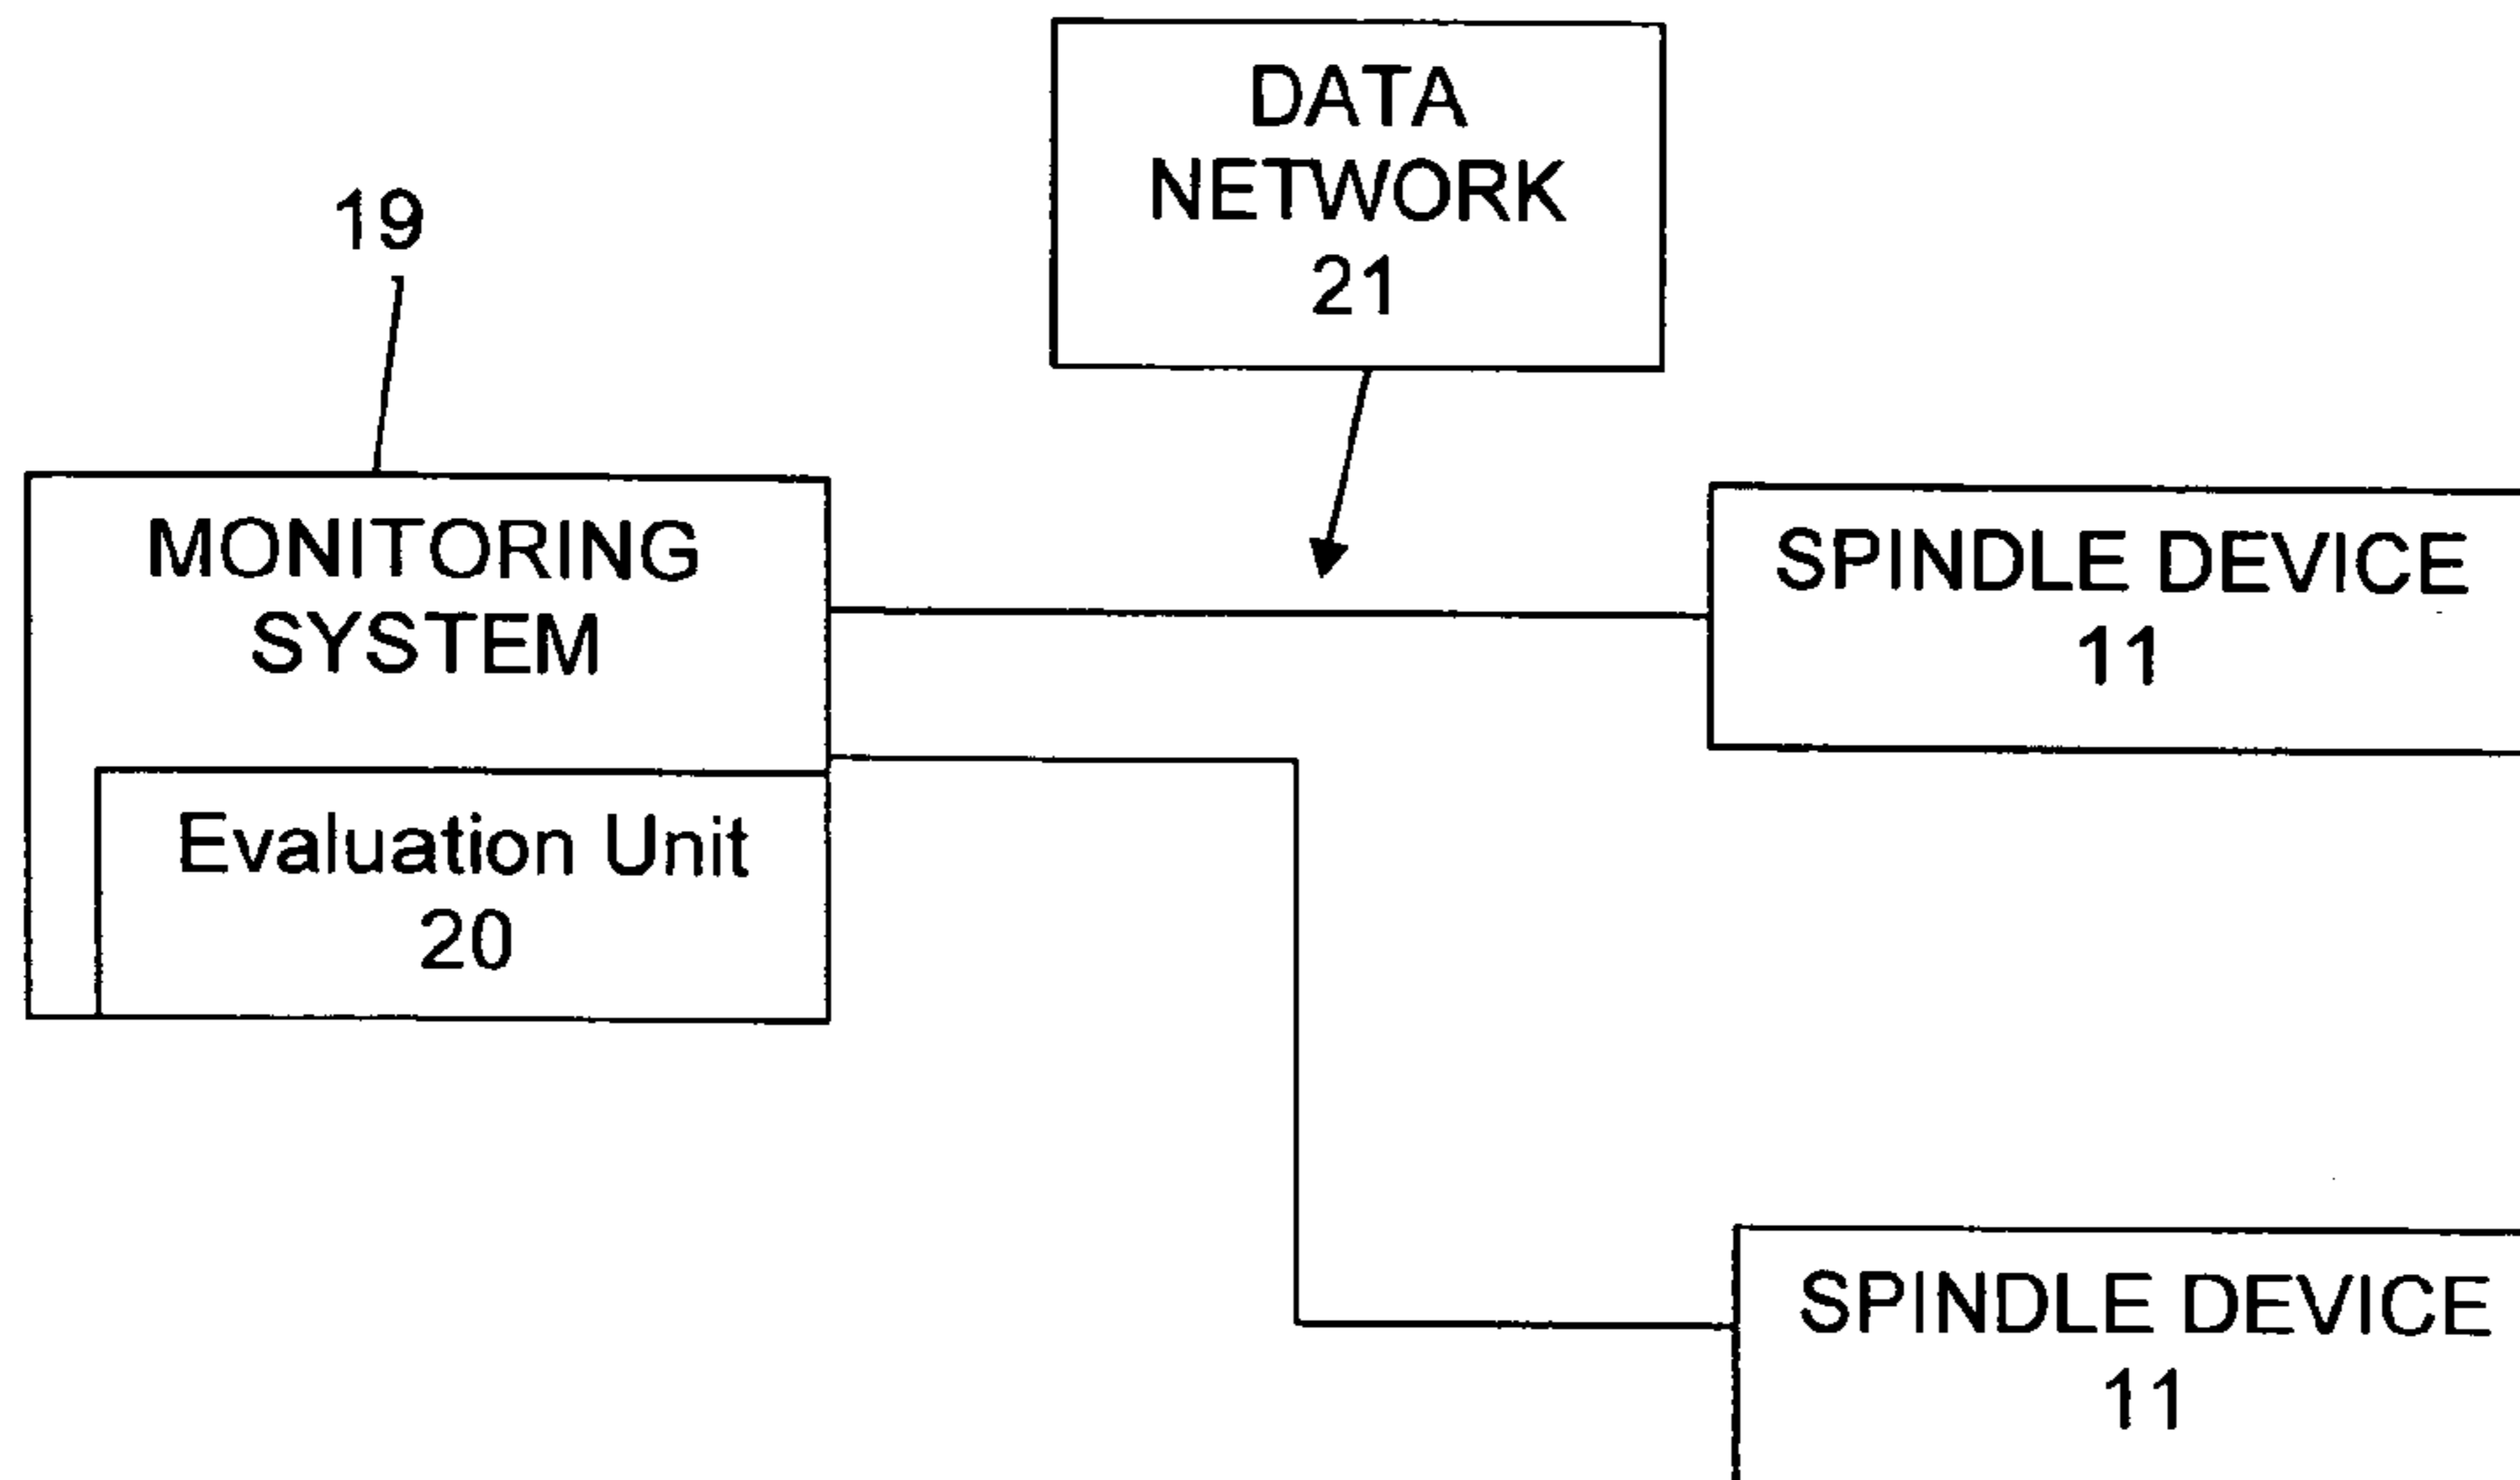 DATA
NETWORK
21
19
MONITORING
SYSTEM
SPINDLE DEVICE
11
Evaluation Unit
20
SPINDLE DEVICE
11